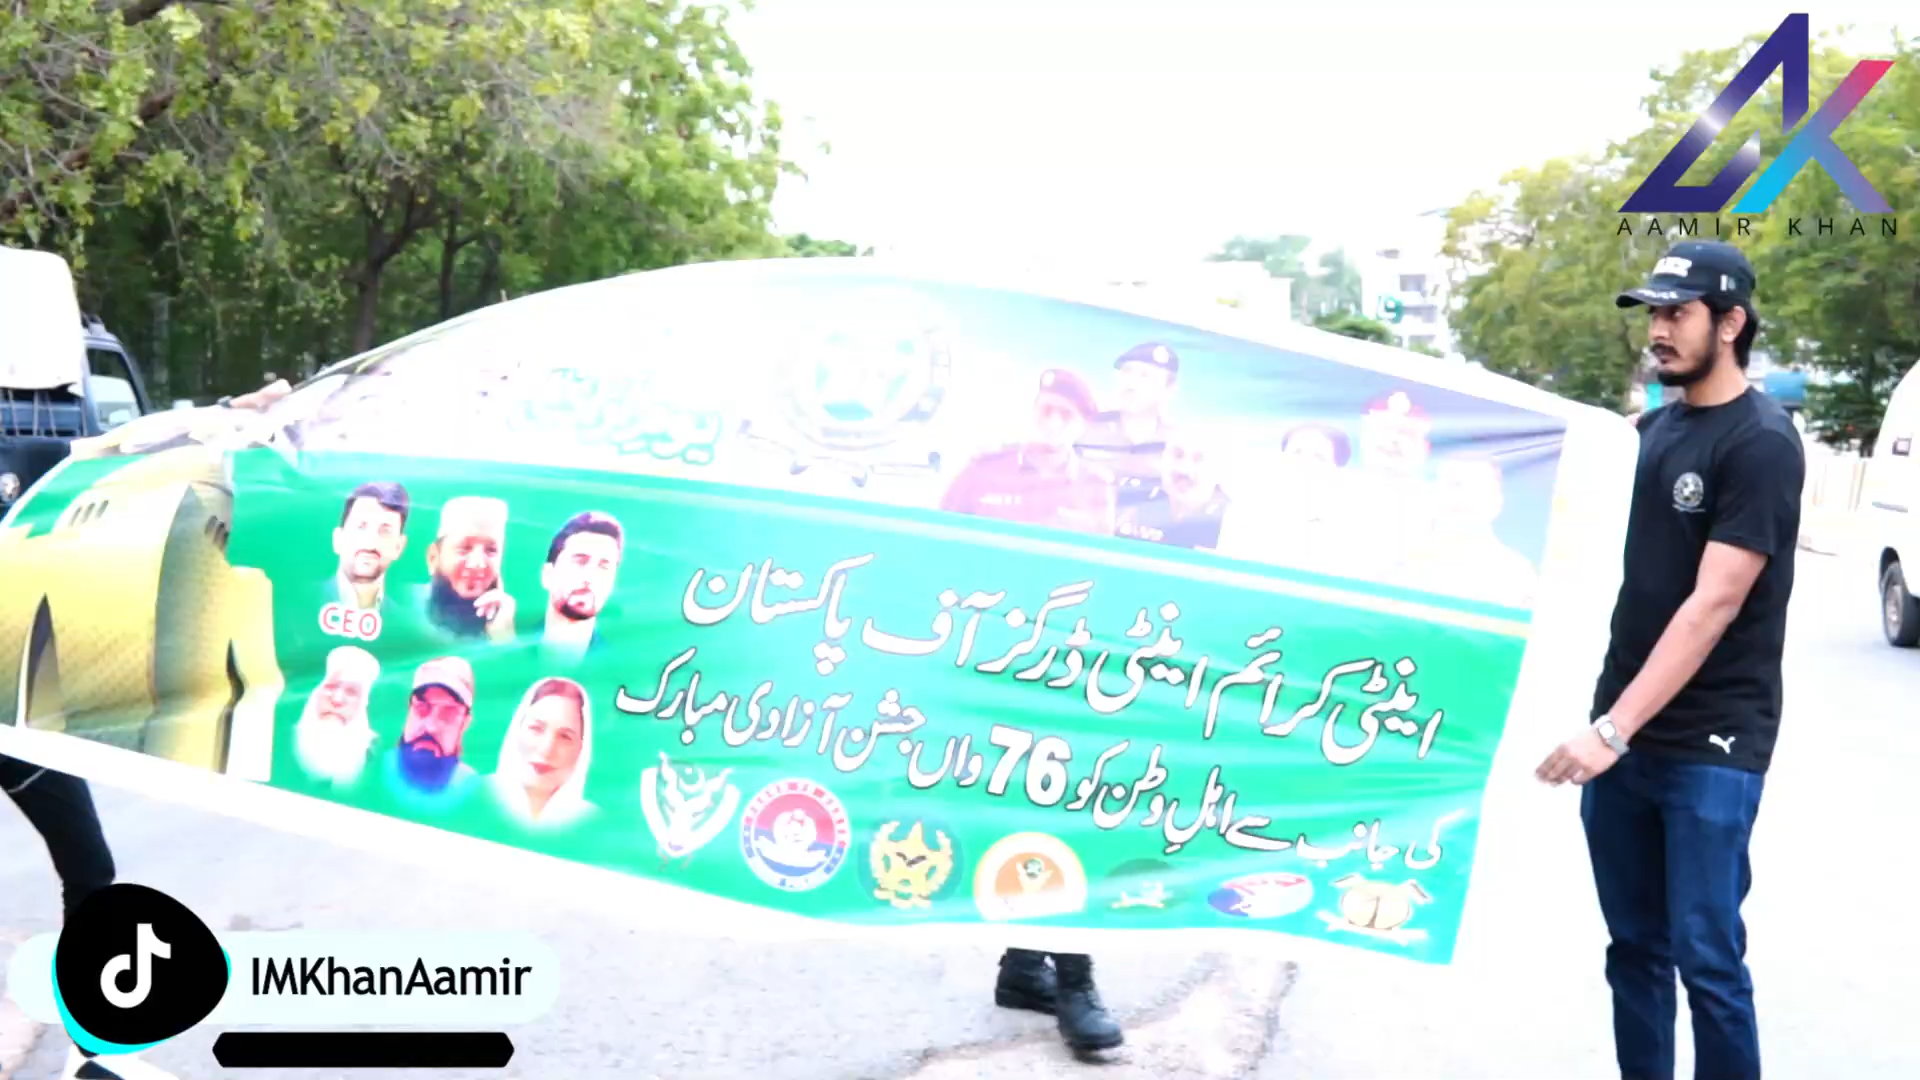 AAMIR KHAN
POLICE
CEO
اینٹی کرائم اینٹی ڈرگز آف پاکستان
کی جانب سے اہلِ وطن کو 76 واں جشن آزادی مبارک
IMKhanAamir